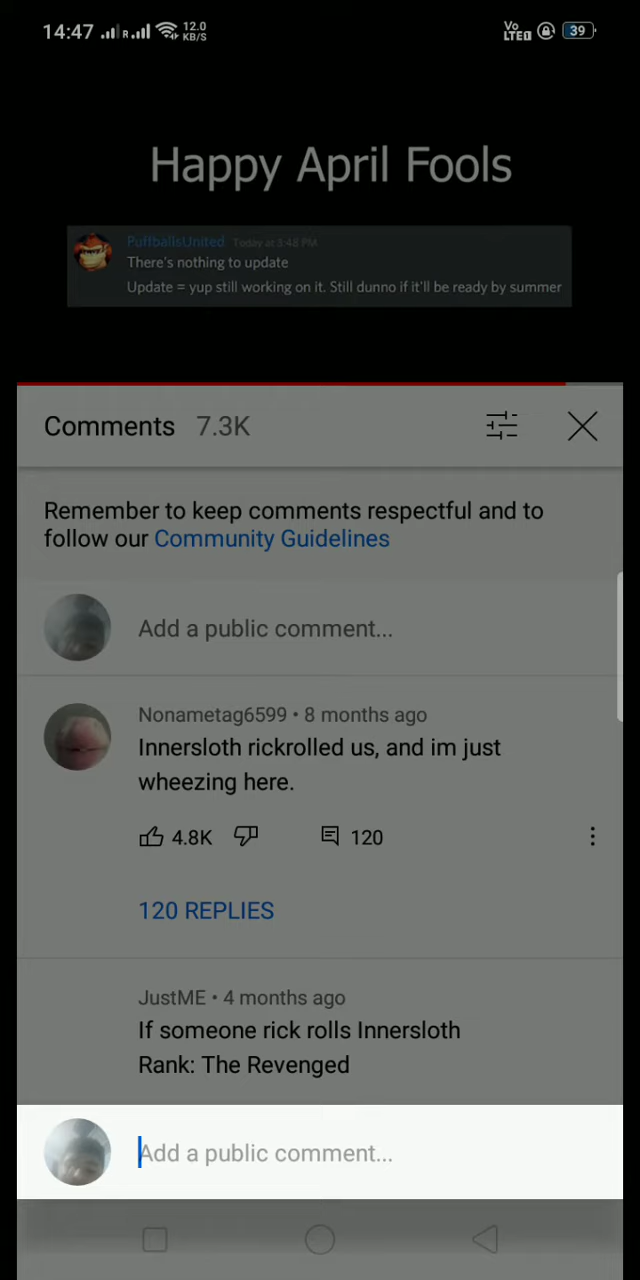 14:47 R 12.0 KB/S Vo LTE 39
Happy April Fools
PuffballsUnited Today at 3:48 PM
There's nothing to update
Update = yup still working on it. Still dunno if it'll be ready by summer
Comments 7.3K
Remember to keep comments respectful and to
follow our Community Guidelines
Add a public comment...
Nonametag6599 • 8 months ago
Innersloth rickrolled us, and im just
wheezing here.
4.8K 120
120 REPLIES
JustME • 4 months ago
If someone rick rolls Innersloth
Rank: The Revenged
Add a public comment...